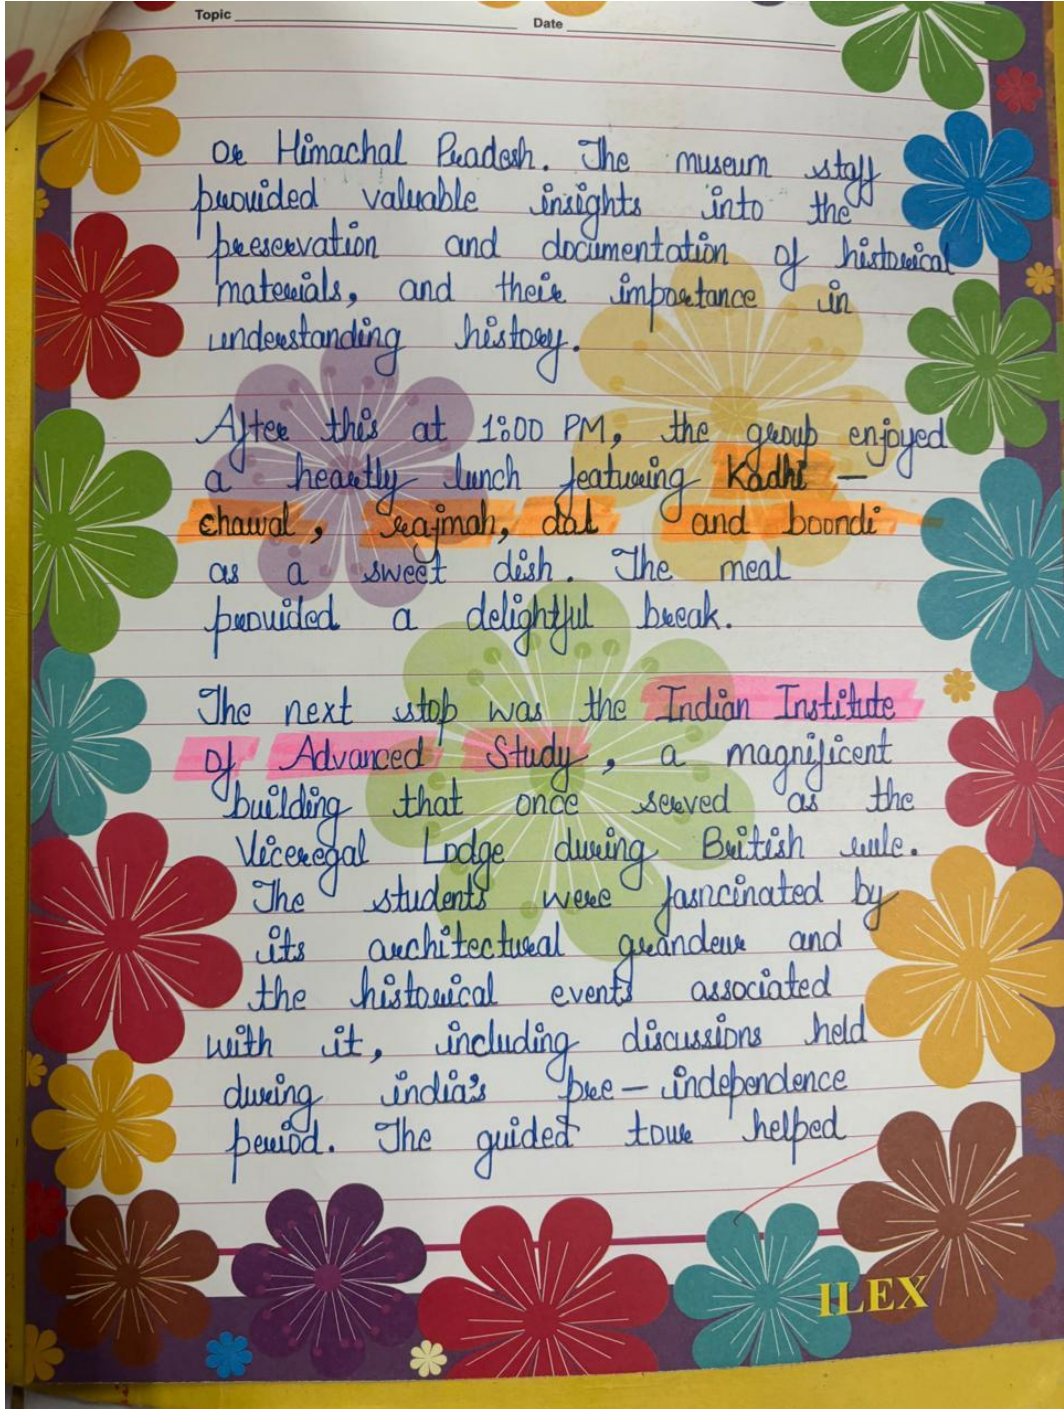 Topic
Date
or Himachal Pradesh. The museum staff
provided valuable insights into the
preservation and documentation of historical
materials, and their importance in
understanding history.
After this at 1:00 PM, the group enjoyed
a heartly lunch featuring Kadhi -
chawal, rajmah, dal and boondi
as a sweet dish. The meal
provided a delightful break.
The next stop was the Indian Institute
of Advanced Study, a magnificent
building that once served as the
Viceregal Lodge during British rule.
The students were fasncinated by
its architectural grandeur and
the historical events associated
with it, including discussions held
during india's pre - independence
period. The guided tour helped
ILEX